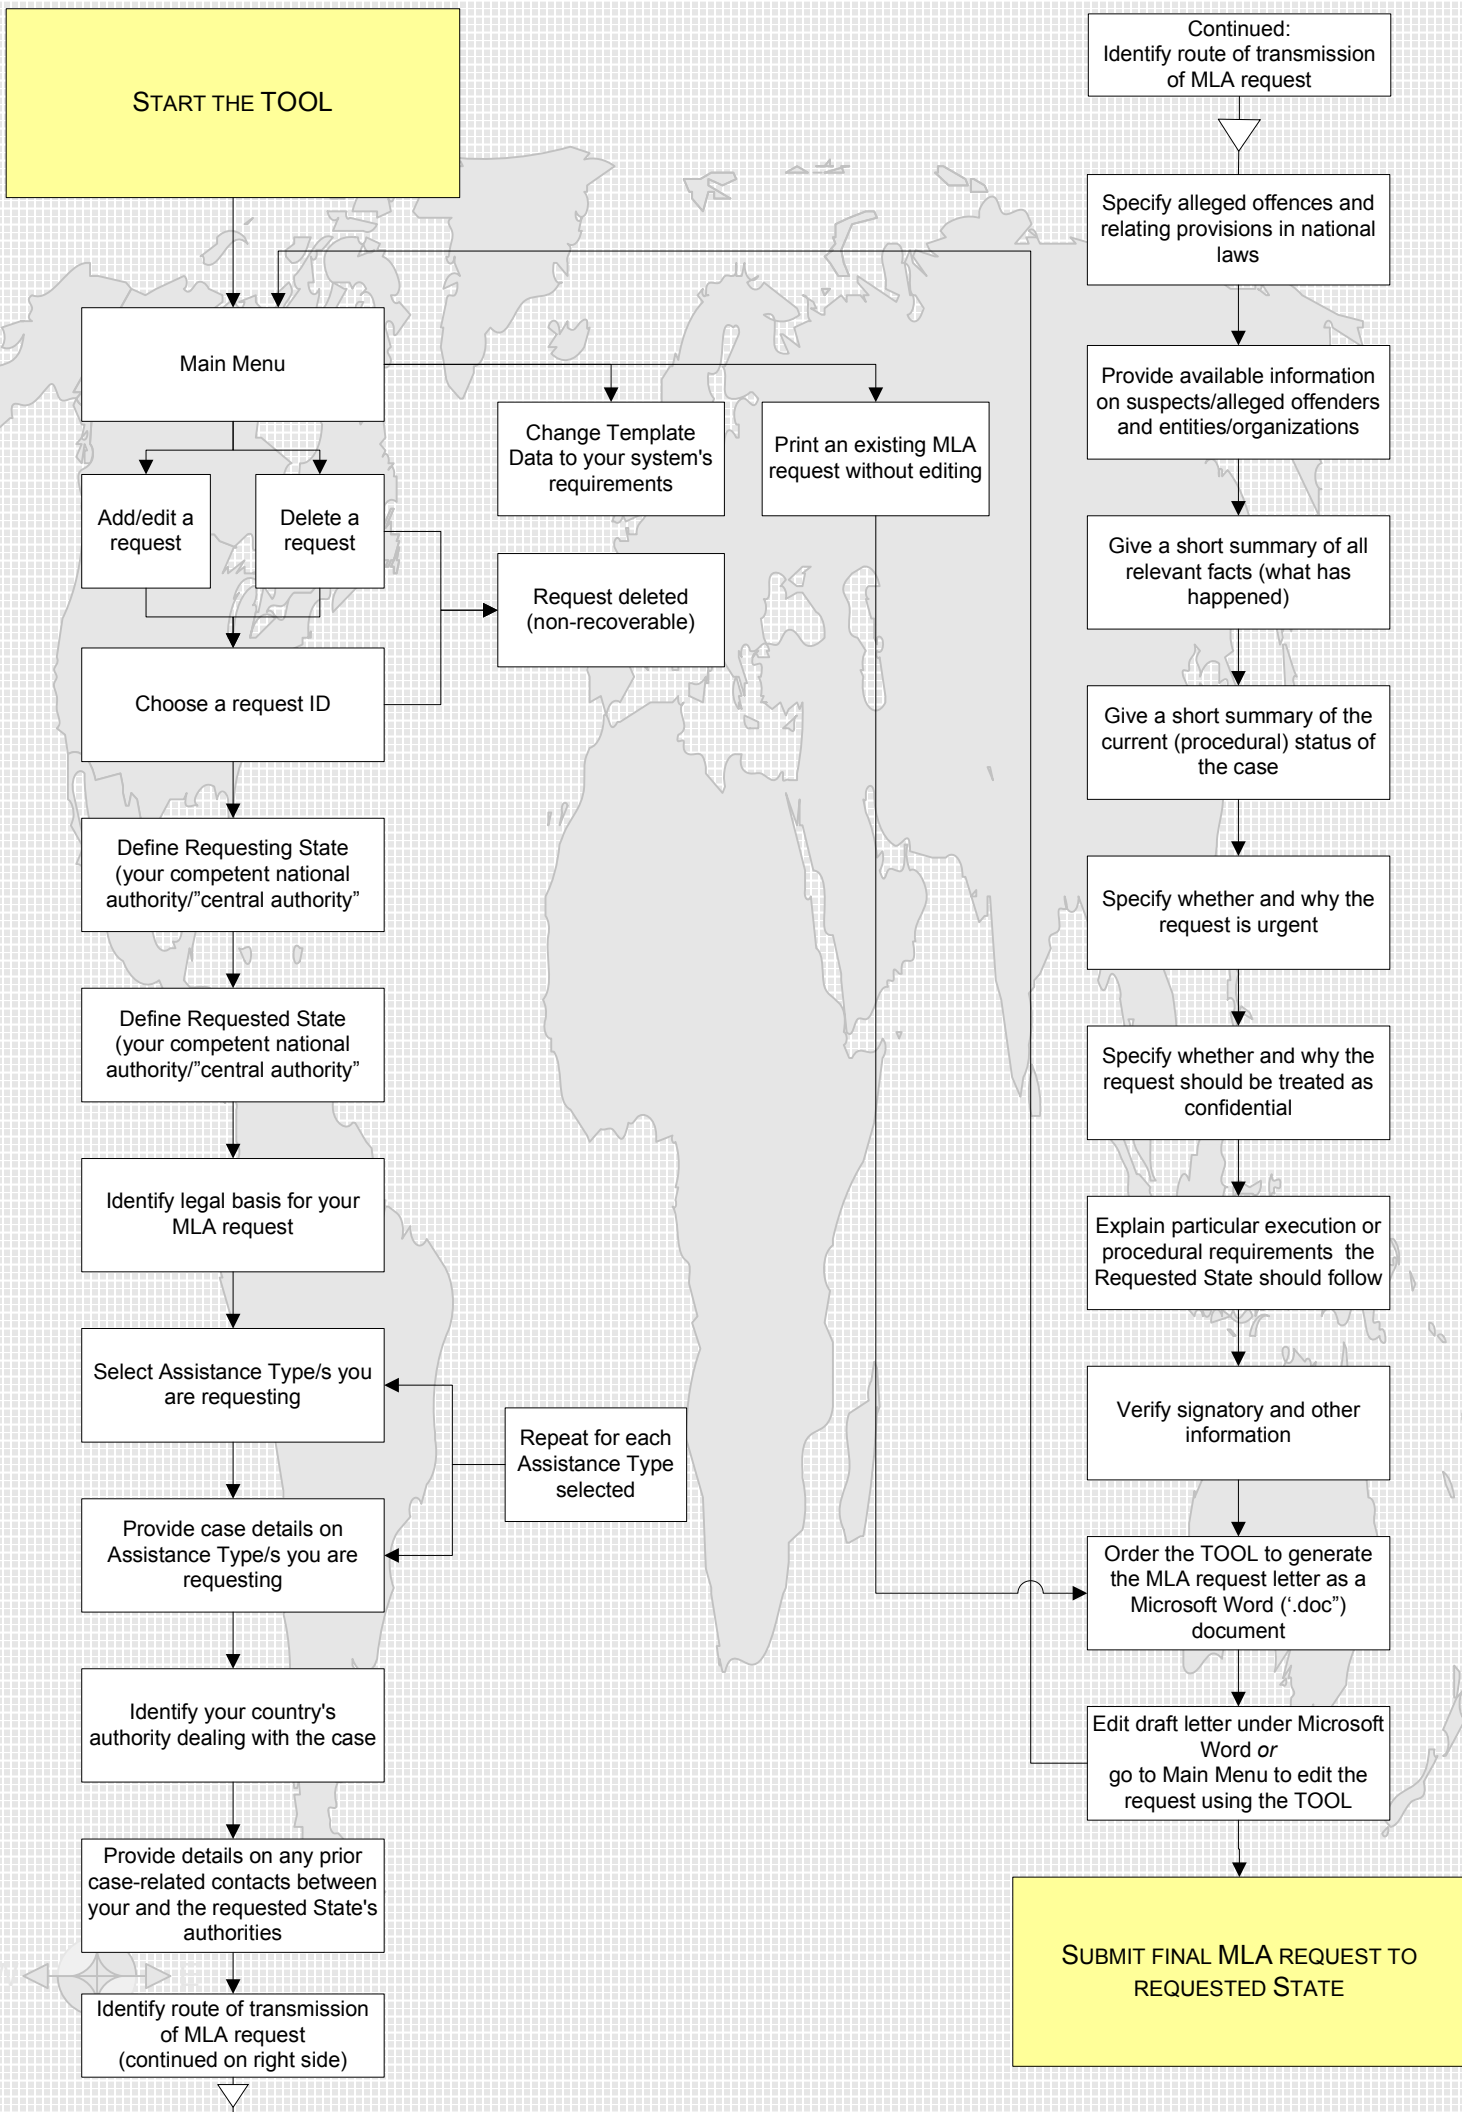 START THE TOOL
Main Menu
Add/edit a
request
Delete a
request
Change Template
Data to your system's
requirements
Print an existing MLA
request without editing
Request deleted
(non-recoverable)
Choose a request ID
Define Requesting State
(your competent national
authority/”central authority”
Define Requested State
(your competent national
authority/”central authority”
Identify legal basis for your
MLA request
Select Assistance Type/s you
are requesting
Repeat for each
Assistance Type
selected
Provide case details on
Assistance Type/s you are
requesting
Identify your country's
authority dealing with the case
Provide details on any prior
case-related contacts between
your and the requested State's
authorities
Identify route of transmission
of MLA request
(continued on right side)
Continued:
Identify route of transmission
of MLA request
Specify alleged offences and
relating provisions in national
laws
Provide available information
on suspects/alleged offenders
and entities/organizations
Give a short summary of all
relevant facts (what has
happened)
Give a short summary of the
current (procedural) status of
the case
Specify whether and why the
request is urgent
Specify whether and why the
request should be treated as
confidential
Explain particular execution or
procedural requirements  the
Requested State should follow
Verify signatory and other
information
Order the TOOL to generate
the MLA request letter as a
Microsoft Word (‘.doc”)
document
Edit draft letter under Microsoft
Word or
go to Main Menu to edit the
request using the TOOL
SUBMIT FINAL MLA REQUEST TO
REQUESTED STATE